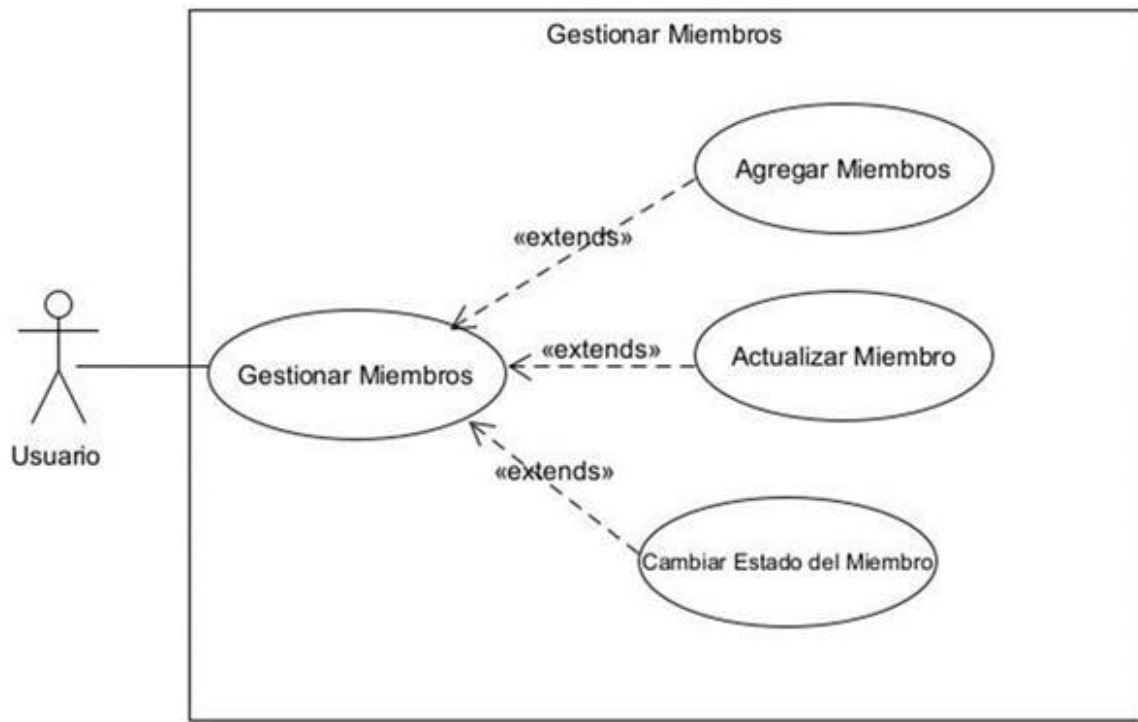 Gestionar Miembros
Agregar Miembros
«extends»
«extends»
Actualizar Miembro
Gestionar Miembros
Usuario
«extends»
Cambiar Estado del Miembro